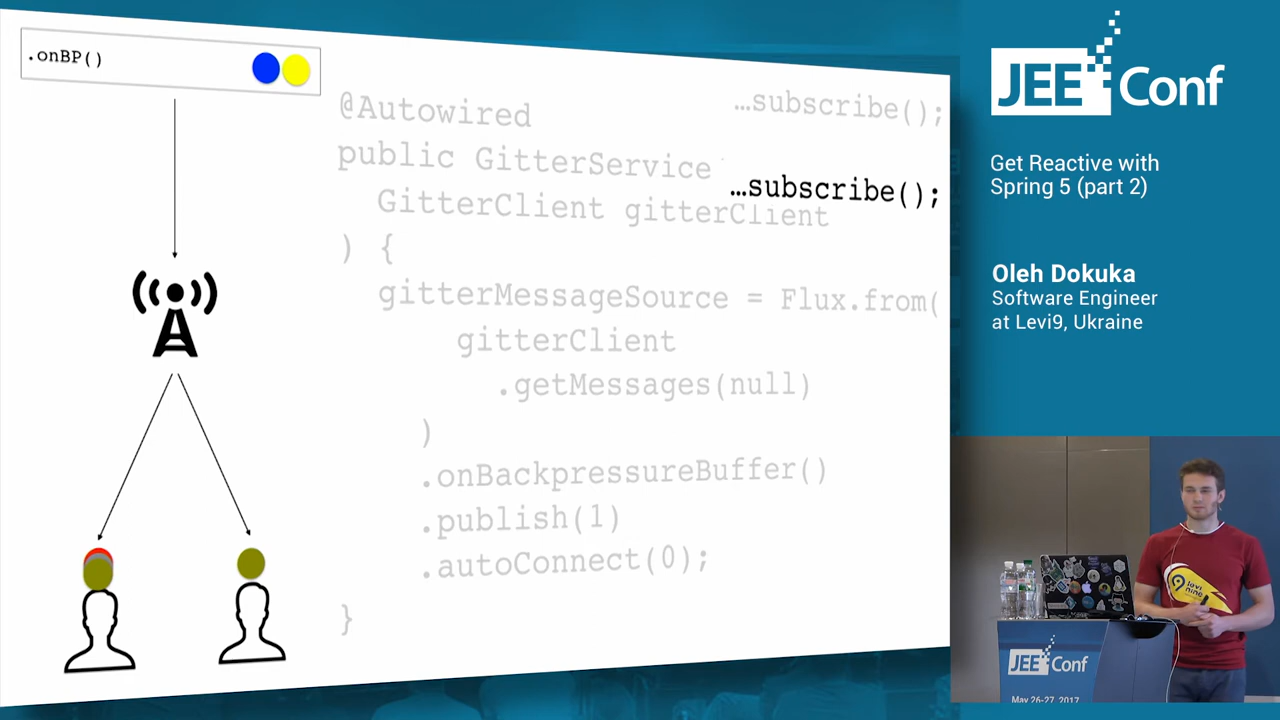 .onBP()
@Autowired
public GitterService
GitterClient gitterClient
) {
gitterMessageSource = Flux.from(
gitterClient
.getMessages(null)
)
.onBackpressureBuffer()
.publish(1)
.autoConnect(0);
}
…subscribe();
…subscribe();
JEE Conf
Get Reactive with
Spring 5 (part 2)
Oleh Dokuka
Software Engineer
at Levi9, Ukraine
levi
nine
JEE Conf
May 26-27, 2017